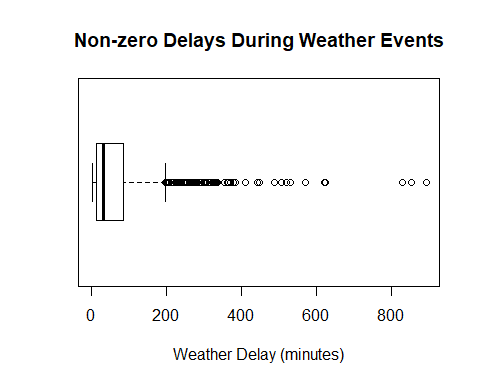 Non-zero Delays During Weather Events
0 200 400 600 800
Weather Delay (minutes)